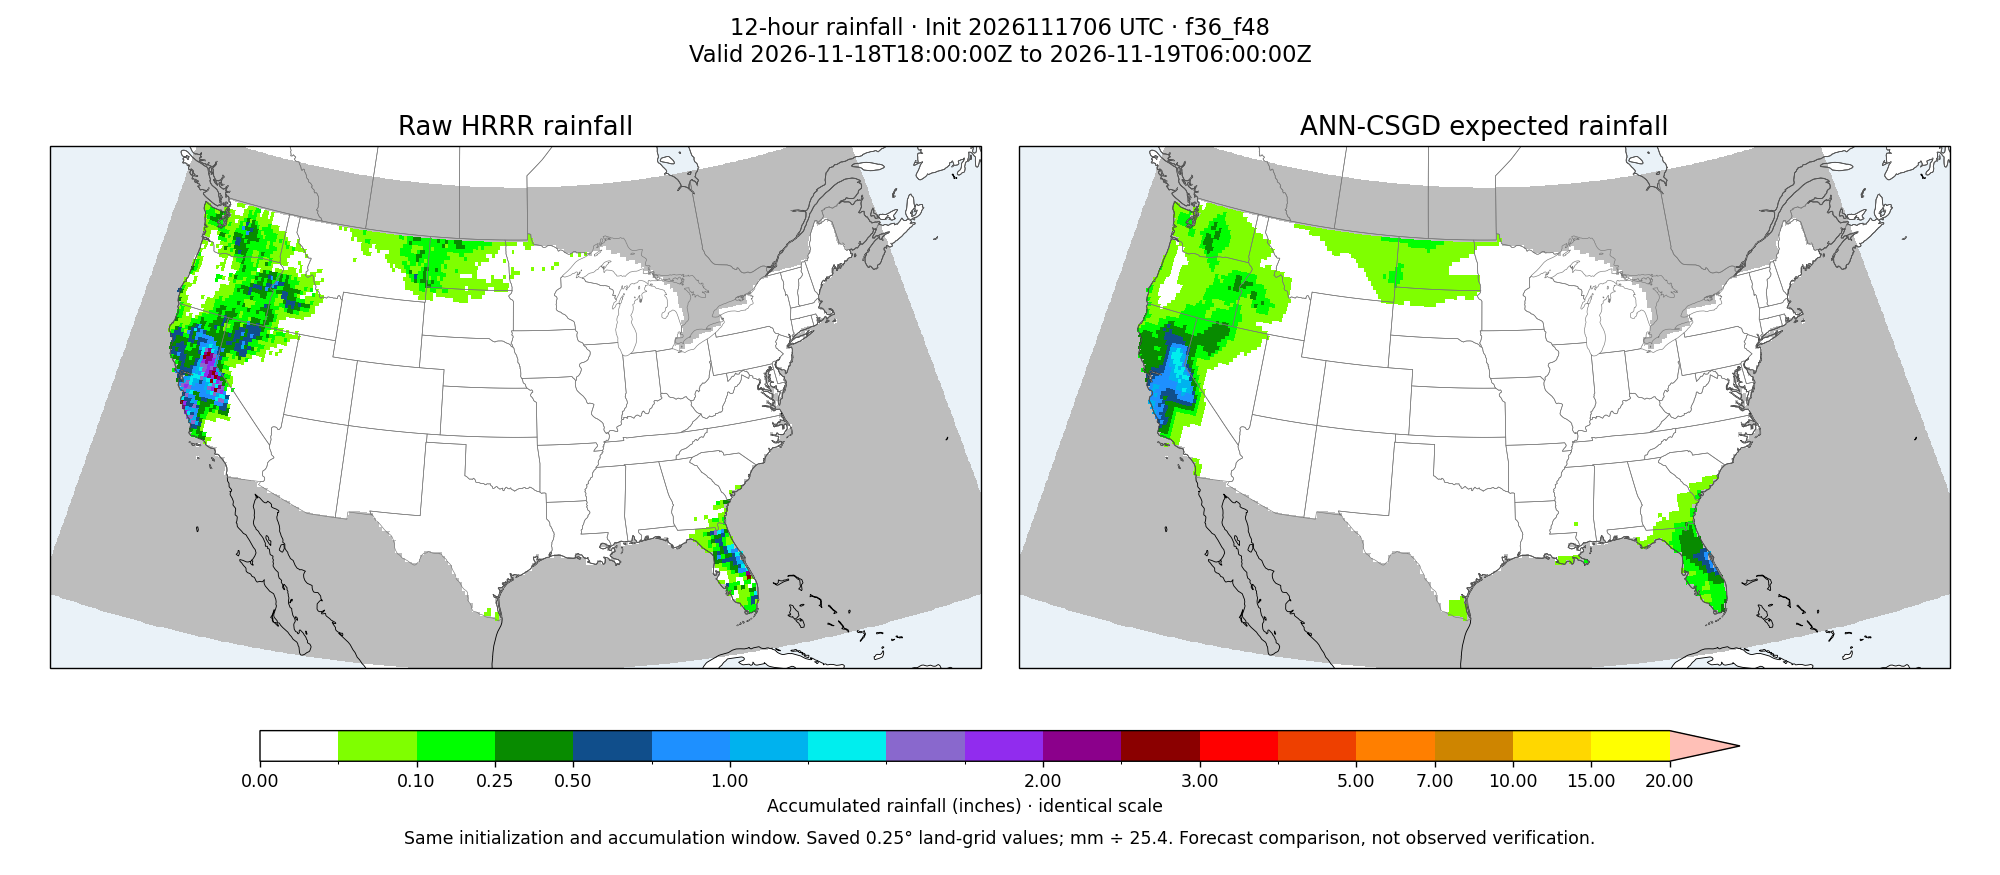 12-hour rainfall · Init 2026111706 UTC · f36_f48
Valid 2026-11-18T18:00:00Z to 2026-11-19T06:00:00Z
Raw HRRR rainfall
ANN-CSGD expected rainfall
0.00 0.10 0.25 0.50 1.00 2.00 3.00 5.00 7.00 10.00 15.00 20.00
Accumulated rainfall (inches) · identical scale
Same initialization and accumulation window. Saved 0.25° land-grid values; mm ÷ 25.4. Forecast comparison, not observed verification.